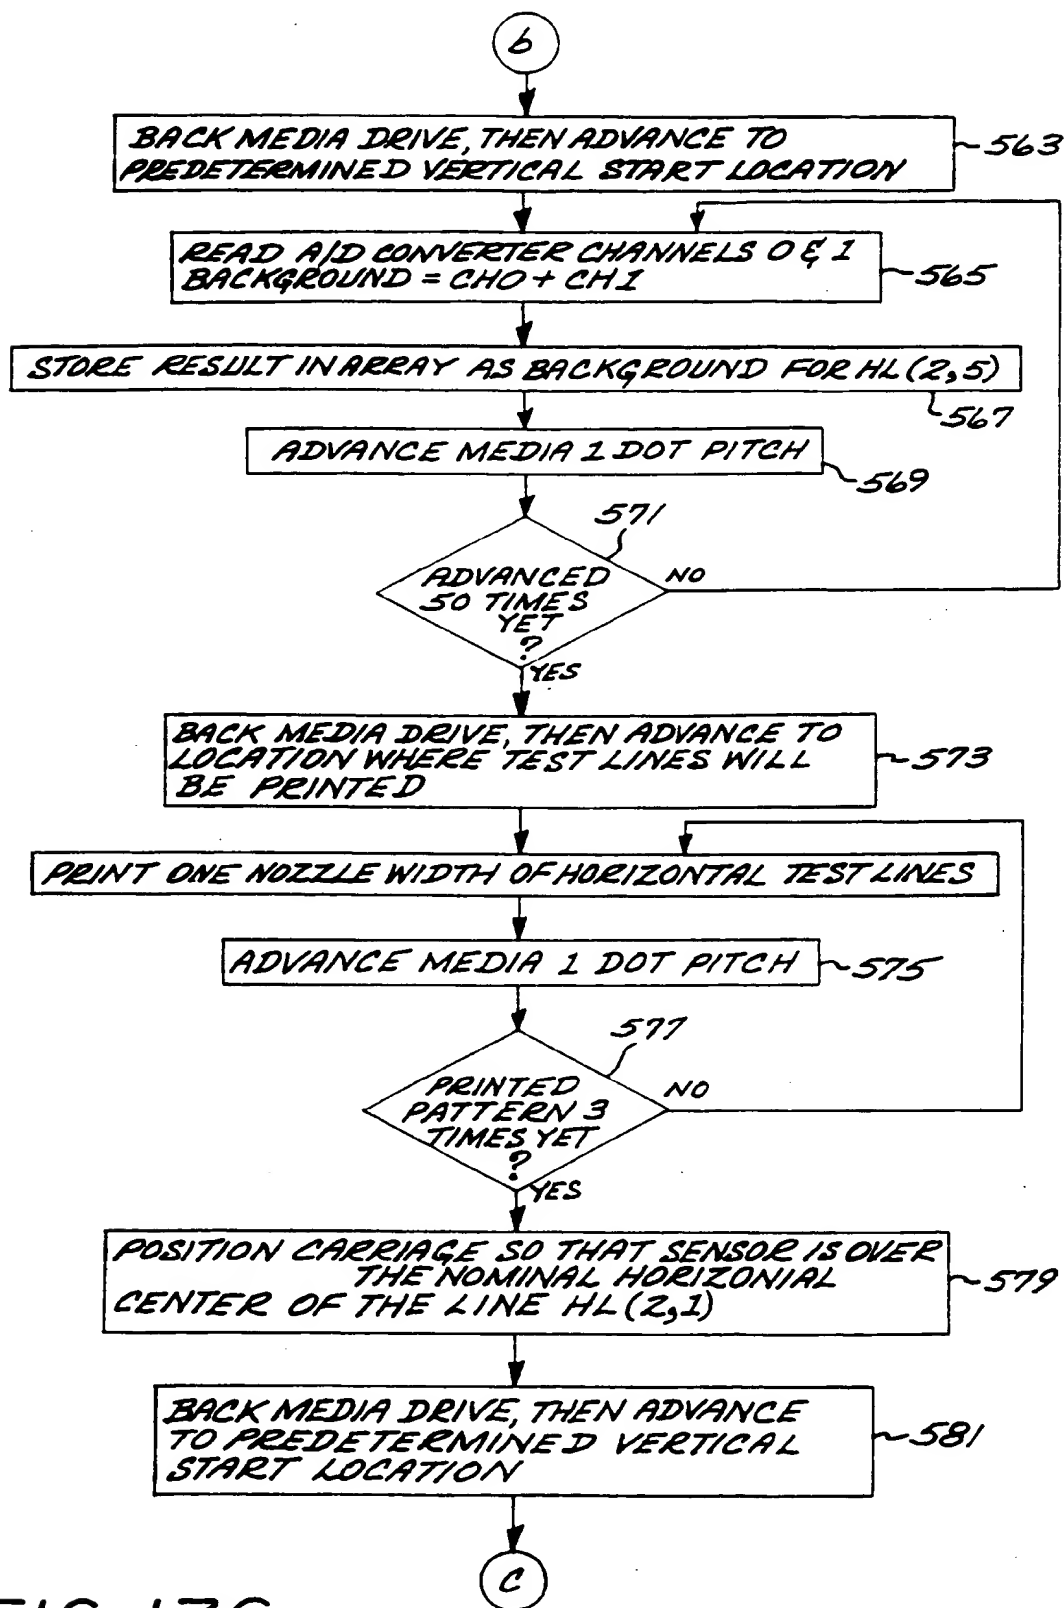 b
BACK MEDIA DRIVE, THEN ADVANCE TO
PREDETERMINED VERTICAL START LOCATION
563
READ A/D CONVERTER CHANNELS 0 & 1
BACKGROUND = CH0 + CH1
565
STORE RESULT IN ARRAY AS BACKGROUND FOR HL(2,5)
567
ADVANCE MEDIA 1 DOT PITCH
569
571
ADVANCED
50 TIMES
YET
?
NO
YES
BACK MEDIA DRIVE, THEN ADVANCE TO
LOCATION WHERE TEST LINES WILL
BE PRINTED
573
PRINT ONE NOZZLE WIDTH OF HORIZONTAL TEST LINES
ADVANCE MEDIA 1 DOT PITCH
575
577
PRINTED
PATTERN 3
TIMES YET
?
NO
YES
POSITION CARRIAGE SO THAT SENSOR IS OVER
THE NOMINAL HORIZONIAL
CENTER OF THE LINE HL(2,1)
579
BACK MEDIA DRIVE, THEN ADVANCE
TO PREDETERMINED VERTICAL
START LOCATION
581
C